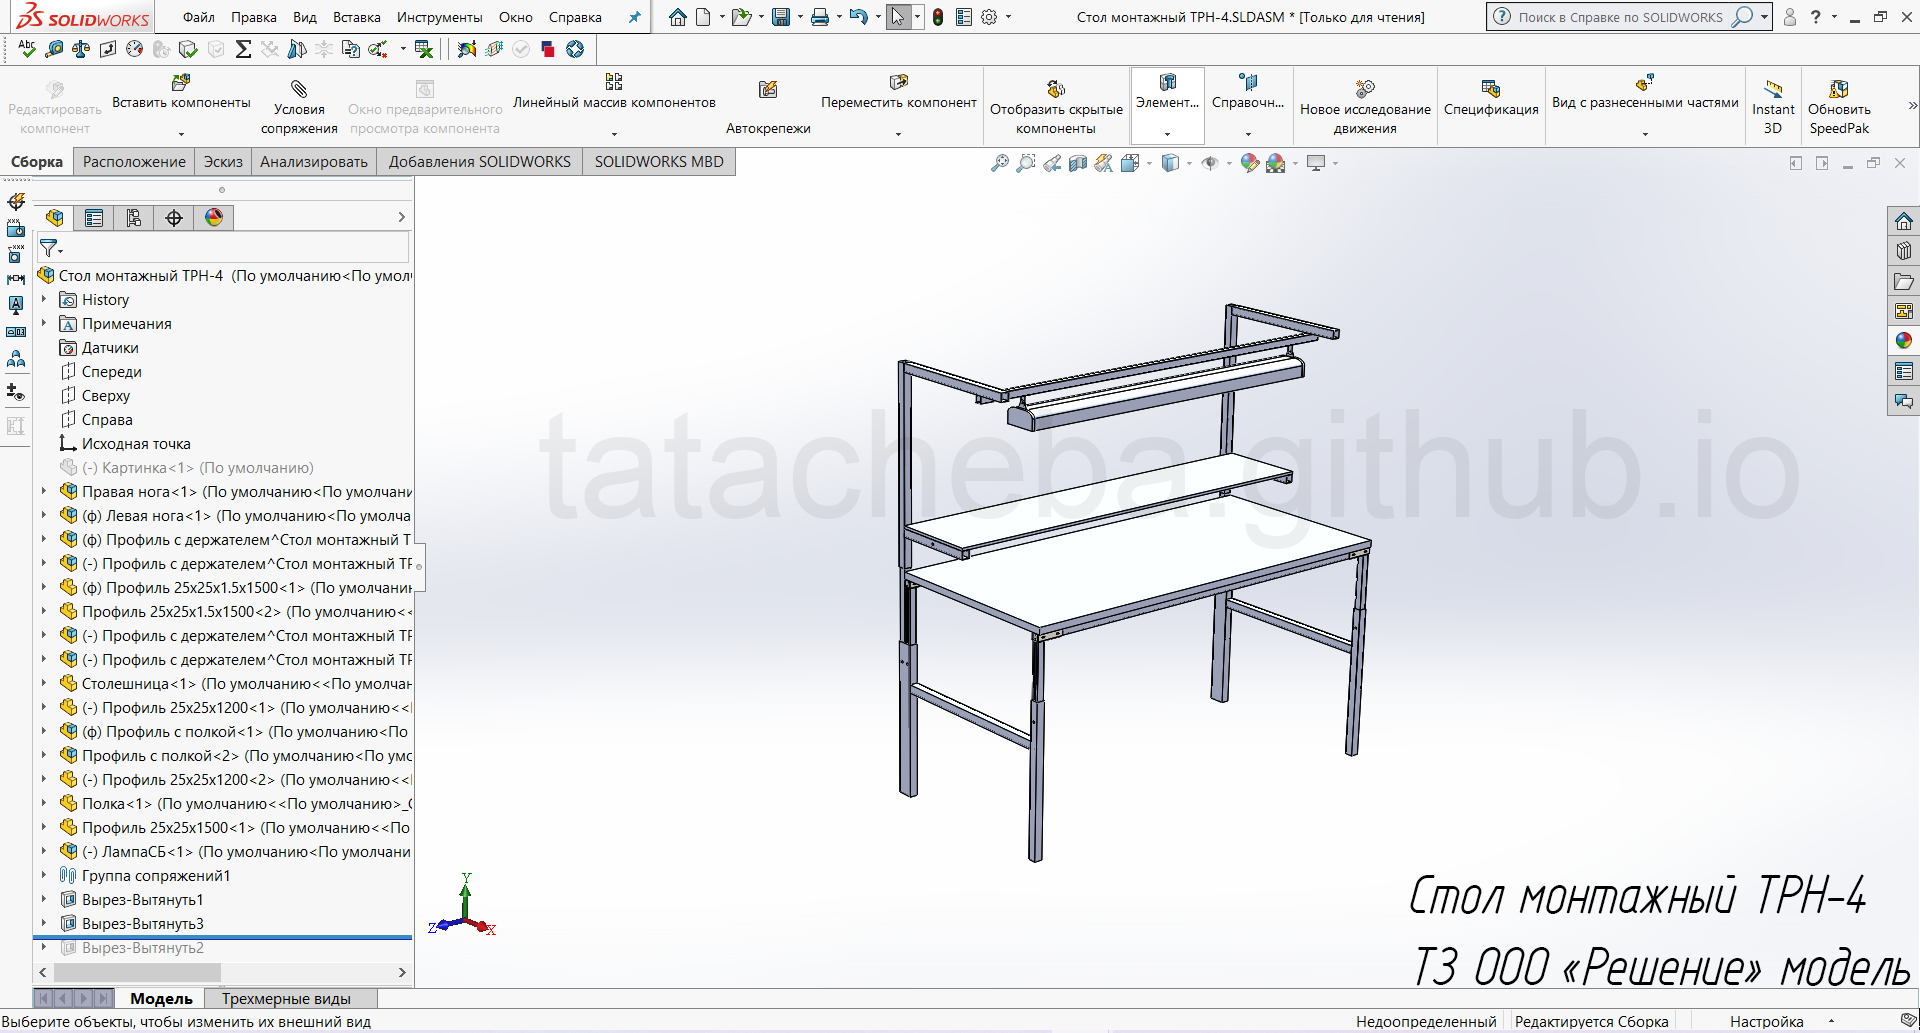 SOLIDWORKS
Файл Правка Вид Вставка Инструменты Окно Справка
Стол монтажный ТРН-4.SLDASM * [Только для чтения]
Поиск в Справке по SOLIDWORKS
Редактировать компонент
Вставить компоненты
Условия сопряжения
Окно предварительного просмотра компонента
Линейный массив компонентов
Автокрепежи
Переместить компонент
Отобразить скрытые компоненты
Элемент...
Справочн...
Новое исследование движения
Спецификация
Вид с разнесенными частями
Instant 3D
Обновить SpeedPak
Сборка Расположение Эскиз Анализировать Добавления SOLIDWORKS SOLIDWORKS MBD
Стол монтажный ТРН-4 (По умолчанию<По умол
History
Примечания
Датчики
Спереди
Сверху
Справа
Исходная точка
(-) Картинка<1> (По умолчанию)
Правая нога<1> (По умолчанию<По умолчани
(ф) Левая нога<1> (По умолчанию<По умолча
(ф) Профиль с держателем^Стол монтажный Т
(-) Профиль с держателем^Стол монтажный ТР
(ф) Профиль 25х25х1.5х1500<1> (По умолчани
Профиль 25х25х1.5х1500<2> (По умолчанию<<
(-) Профиль с держателем^Стол монтажный ТР
(-) Профиль с держателем^Стол монтажный ТР
Столешница<1> (По умолчанию<<По умолчан
(-) Профиль 25х25х1200<1> (По умолчанию<<
(ф) Профиль с полкой<1> (По умолчанию<По
Профиль с полкой<2> (По умолчанию<По умо
(-) Профиль 25х25х1200<2> (По умолчанию<<
Полка<1> (По умолчанию<<По умолчанию>_
Профиль 25х25х1500<1> (По умолчанию<<По
(-) ЛампаСБ<1> (По умолчанию<По умолчани
Группа сопряжений1
Вырез-Вытянуть1
Вырез-Вытянуть3
Вырез-Вытянуть2
tatacheba.github.io
Y
Z X
Стол монтажный ТРН-4
ТЗ ООО «Решение» модель
Модель Трехмерные виды
Выберите объекты, чтобы изменить их внешний вид
Недоопределенный Редактируется Сборка Настройка